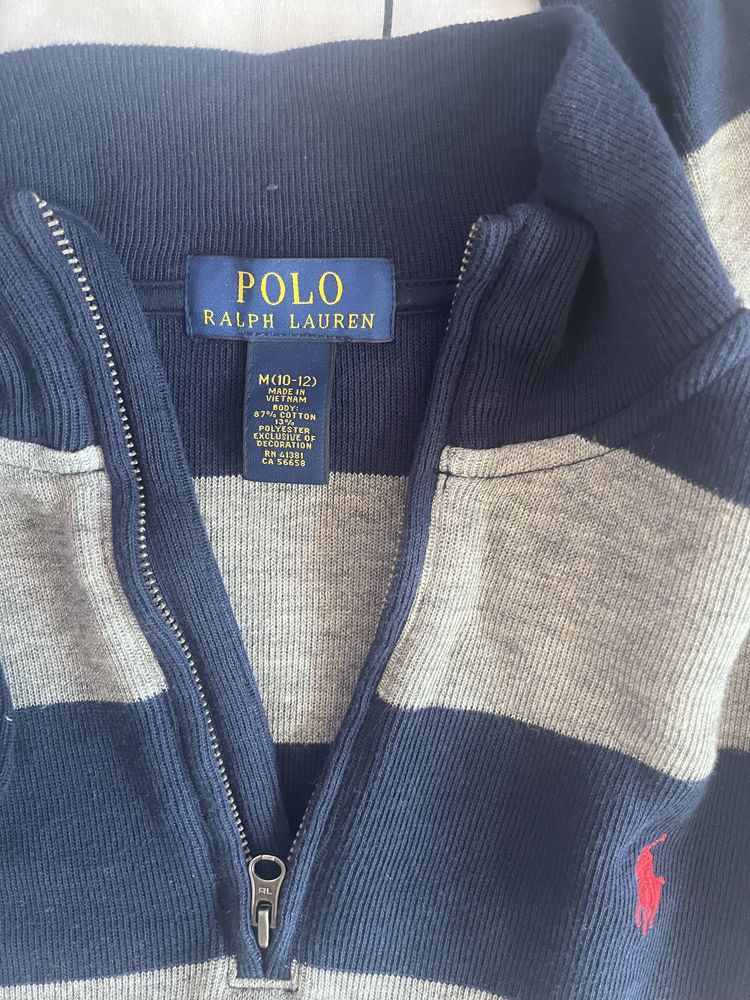 POLO
RALPH LAUREN
M(10-12)
MADE IN
VIETNAM
BODY:
87% COTTON
13%
POLYESTER
EXCLUSIVE OF
DECORATION
RN 41381
CA 56658
RL